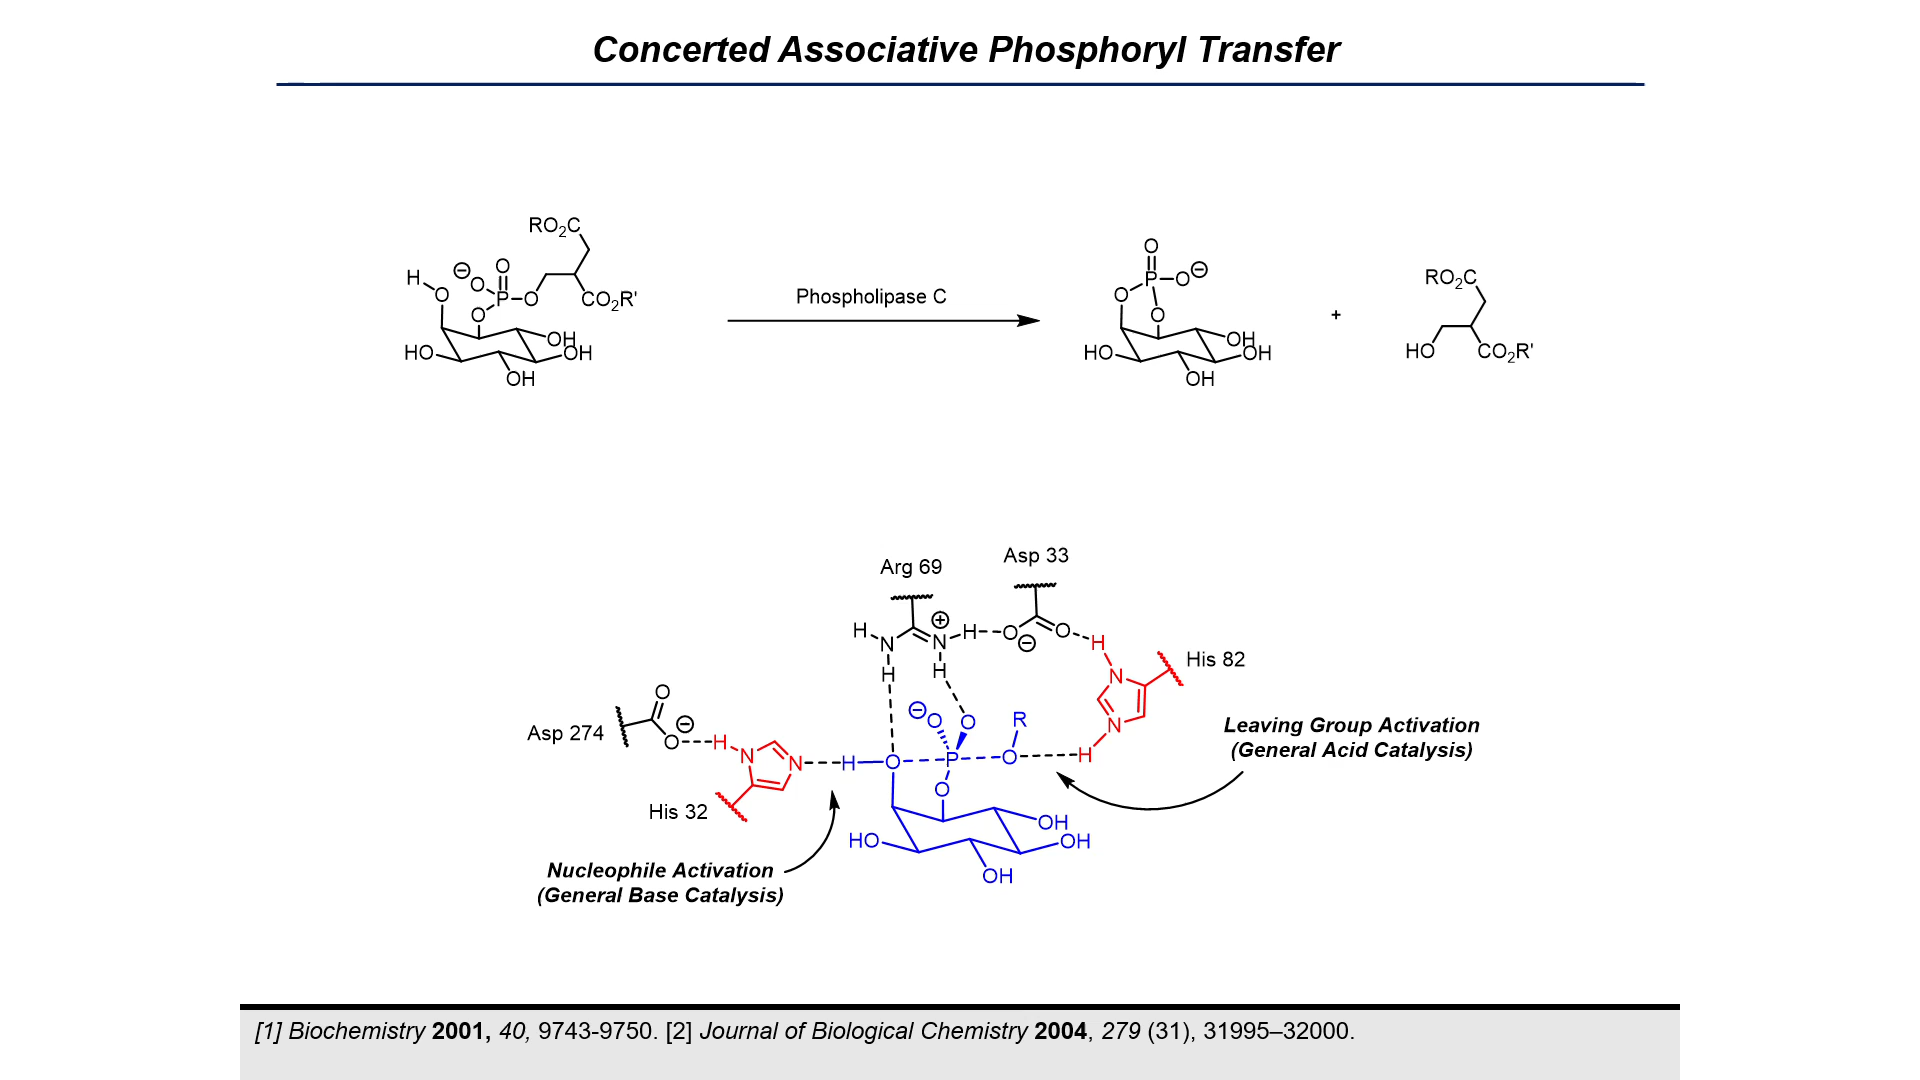 Concerted Associative Phosphoryl Transfer
RO2C
H
O
⊖
O
O
P
O
CO2R'
O
HO
OH
OH
OH
Phospholipase C
O
P
O
⊖
O
O
HO
OH
OH
OH
+
RO2C
HO
CO2R'
Asp 33
Arg 69
H
N
⊕
N
H
O
⊖
O
H
H
H
N
His 82
N
H
Asp 274
O
⊖
O
H
N
N
H
O
⊖
O
O
P
O
R
O
His 32
HO
OH
OH
OH
Leaving Group Activation
(General Acid Catalysis)
Nucleophile Activation
(General Base Catalysis)
[1] Biochemistry 2001, 40, 9743-9750. [2] Journal of Biological Chemistry 2004, 279 (31), 31995–32000.